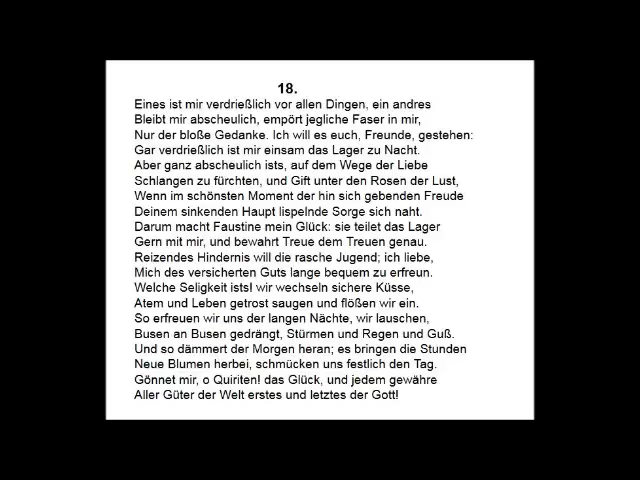 18.
Eines ist mir verdrießlich vor allen Dingen, ein andres
Bleibt mir abscheulich, empört jegliche Faser in mir,
Nur der bloße Gedanke. Ich will es euch, Freunde, gestehen:
Gar verdrießlich ist mir einsam das Lager zu Nacht.
Aber ganz abscheulich ists, auf dem Wege der Liebe
Schlangen zu fürchten, und Gift unter den Rosen der Lust,
Wenn im schönsten Moment der hin sich gebenden Freude
Deinem sinkenden Haupt lispelnde Sorge sich naht.
Darum macht Faustine mein Glück: sie teilet das Lager
Gern mit mir, und bewahrt Treue dem Treuen genau.
Reizendes Hindernis will die rasche Jugend; ich liebe,
Mich des versicherten Guts lange bequem zu erfreun.
Welche Seligkeit ists! wir wechseln sichere Küsse,
Atem und Leben getrost saugen und flößen wir ein.
So erfreuen wir uns der langen Nächte, wir lauschen,
Busen an Busen gedrängt, Stürmen und Regen und Guß.
Und so dämmert der Morgen heran; es bringen die Stunden
Neue Blumen herbei, schmücken uns festlich den Tag.
Gönnet mir, o Quiriten! das Glück, und jedem gewähre
Aller Güter der Welt erstes und letztes der Gott!